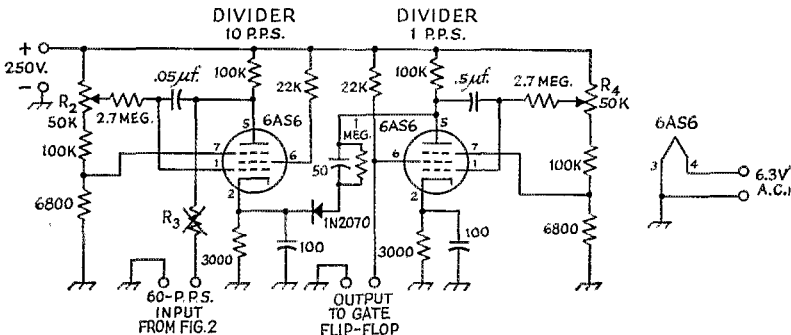 DIVIDER
10 P.P.S.
DIVIDER
1 P.P.S.
+
250V.
-
R2
50K
2.7 MEG.
.05µf.
100K
22K
22K
100K
.5µf.
2.7 MEG.
R4
50K
100K
6800
5
6AS6
7
1
6
2
R3
3000
100
1N2070
50
1
MEG.
6AS6
5
6
7
1
2
3000
100
100K
6800
6AS6
3
4
6.3V
A.C.
60-P.P.S.
INPUT
FROM FIG.2
OUTPUT
TO GATE
FLIP-FLOP